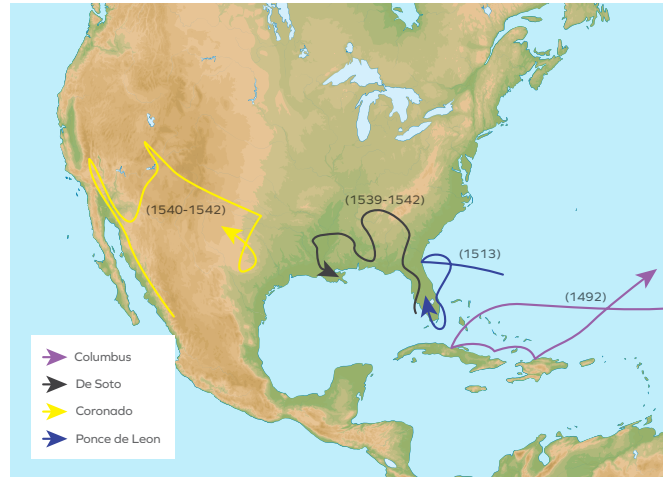 (1539-1542)
(1540-1542)
(1513)
(1492)
Columbus
De Soto
Coronado
Ponce de Leon